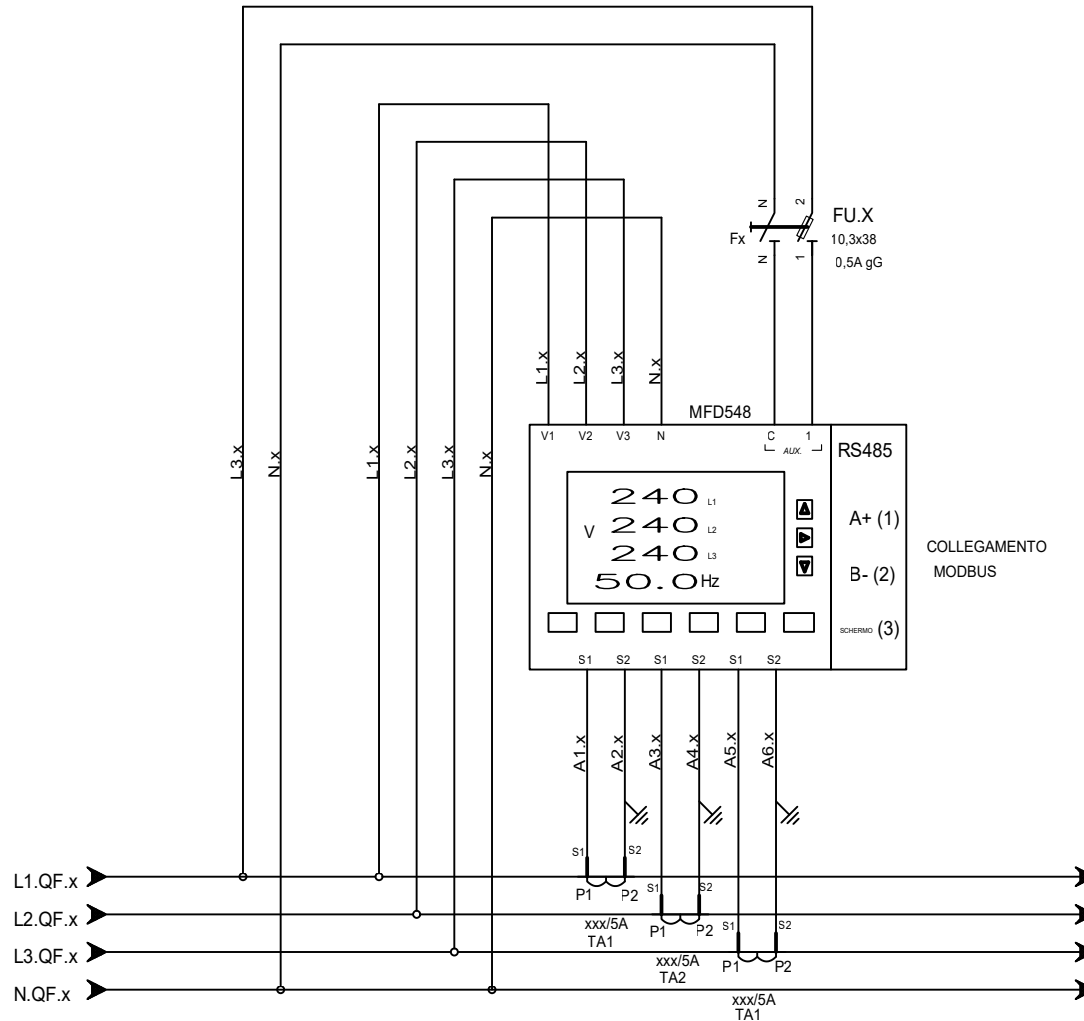 N
2
FU.X
Fx
10,3x38
0,5A gG
N
1
L1.x
L2.x
L3.x
N.x
L3.x
N.x
L1.x
L2.x
L3.x
N.x
MFD548
V1 V2 V3 N C 1
AUX.
RS485
240 L1
V 240 L2
240 L3
50.0 Hz
A+ (1)
B- (2)
SCHERMO (3)
COLLEGAMENTO
MODBUS
S1 S2 S1 S2 S1 S2
A1.x
A2.x
A3.x
A4.x
A5.x
A6.x
S1 S2
L1.QF.x
P1 P2
S1 S2
L2.QF.x
xxx/5A
TA1
P1 P2
S1 S2
L3.QF.x
xxx/5A
TA2
P1 P2
N.QF.x
xxx/5A
TA1